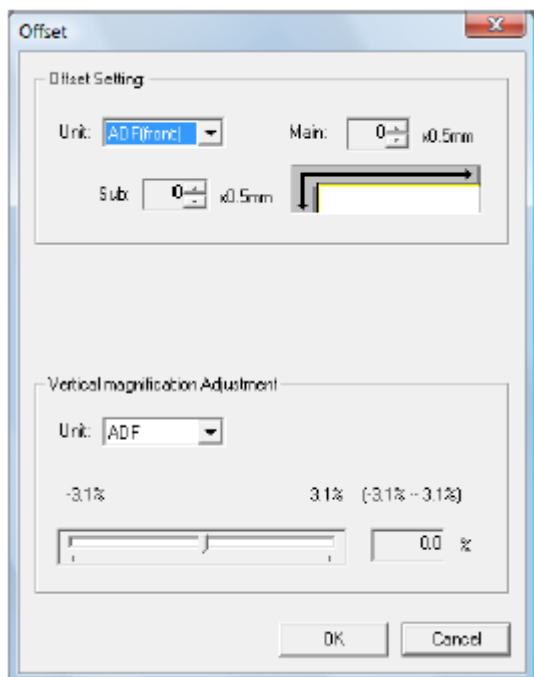 Offset
Offset Setting
Unit: ADF(front) Main: 0 x0.5mm
Sub: 0 x0.5mm
Vertical magnification Adjustment
Unit: ADF
-3.1% 3.1% (-3.1% -- 3.1%)
0.0 %
OK Cancel